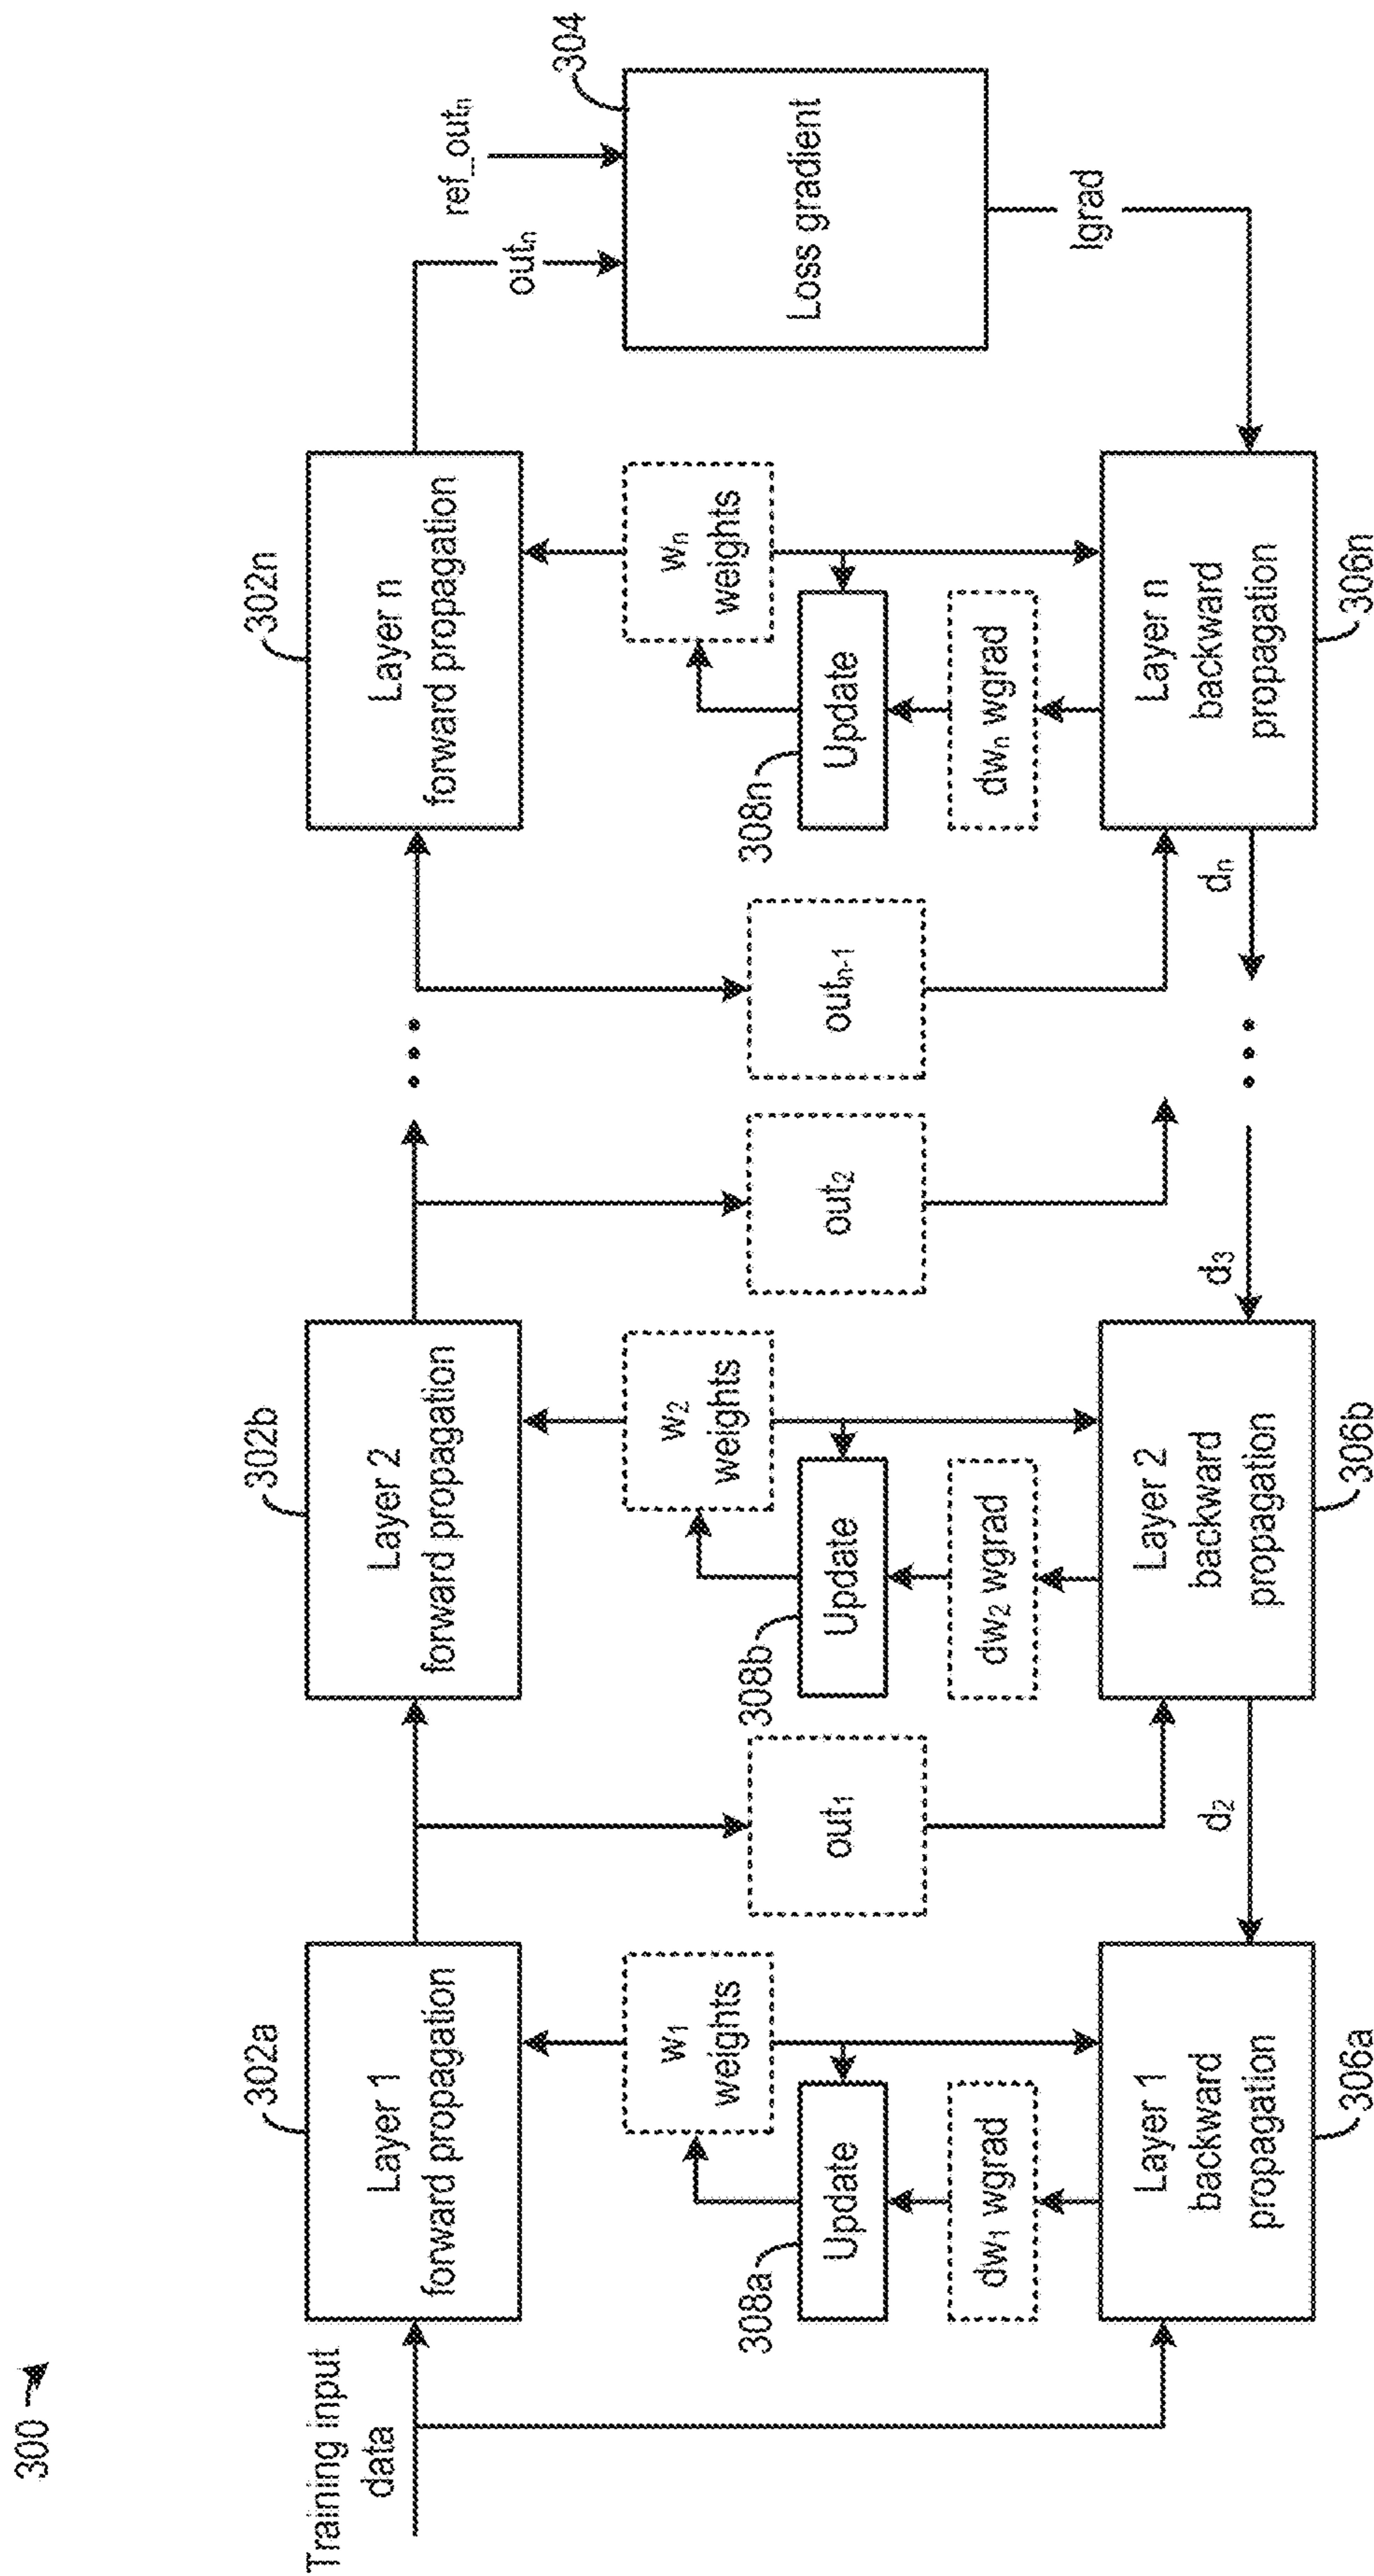 300
Training input
data
302a
Layer 1
forward propagation
302b
Layer 2
forward propagation
302n
Layer n
forward propagation
outₙ
ref_outₙ
304
Loss gradient
lgrad
w₁
weights
308a
Update
dw₁ wgrad
out₁
w₂
weights
308b
Update
dw₂ wgrad
out₂
outₙ₋₁
wₙ
weights
308n
Update
dwₙ wgrad
Layer 1
backward
propagation
306a
d₂
Layer 2
backward
propagation
306b
d₃
dₙ
Layer n
backward
propagation
306n